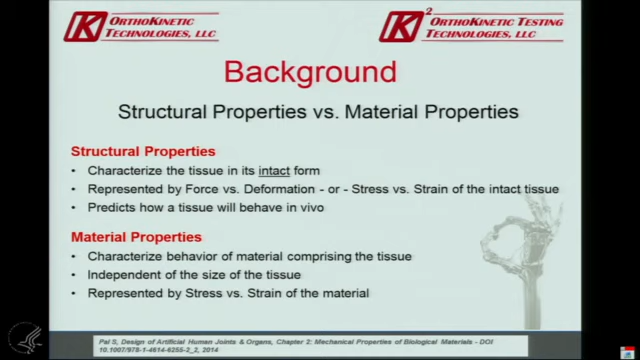 ORTHOKINETIC
TECHNOLOGIES, LLC
K2
ORTHOKINETIC TESTING
TECHNOLOGIES, LLC
Background
Structural Properties vs. Material Properties
Structural Properties
• Characterize the tissue in its intact form
• Represented by Force vs. Deformation - or - Stress vs. Strain of the intact tissue
• Predicts how a tissue will behave in vivo
Material Properties
• Characterize behavior of material comprising the tissue
• Independent of the size of the tissue
• Represented by Stress vs. Strain of the material
Pal S, Design of Artificial Human Joints & Organs, Chapter 2: Mechanical Properties of Biological Materials - DOI
10.1007/978-1-4614-6255-2_2, 2014